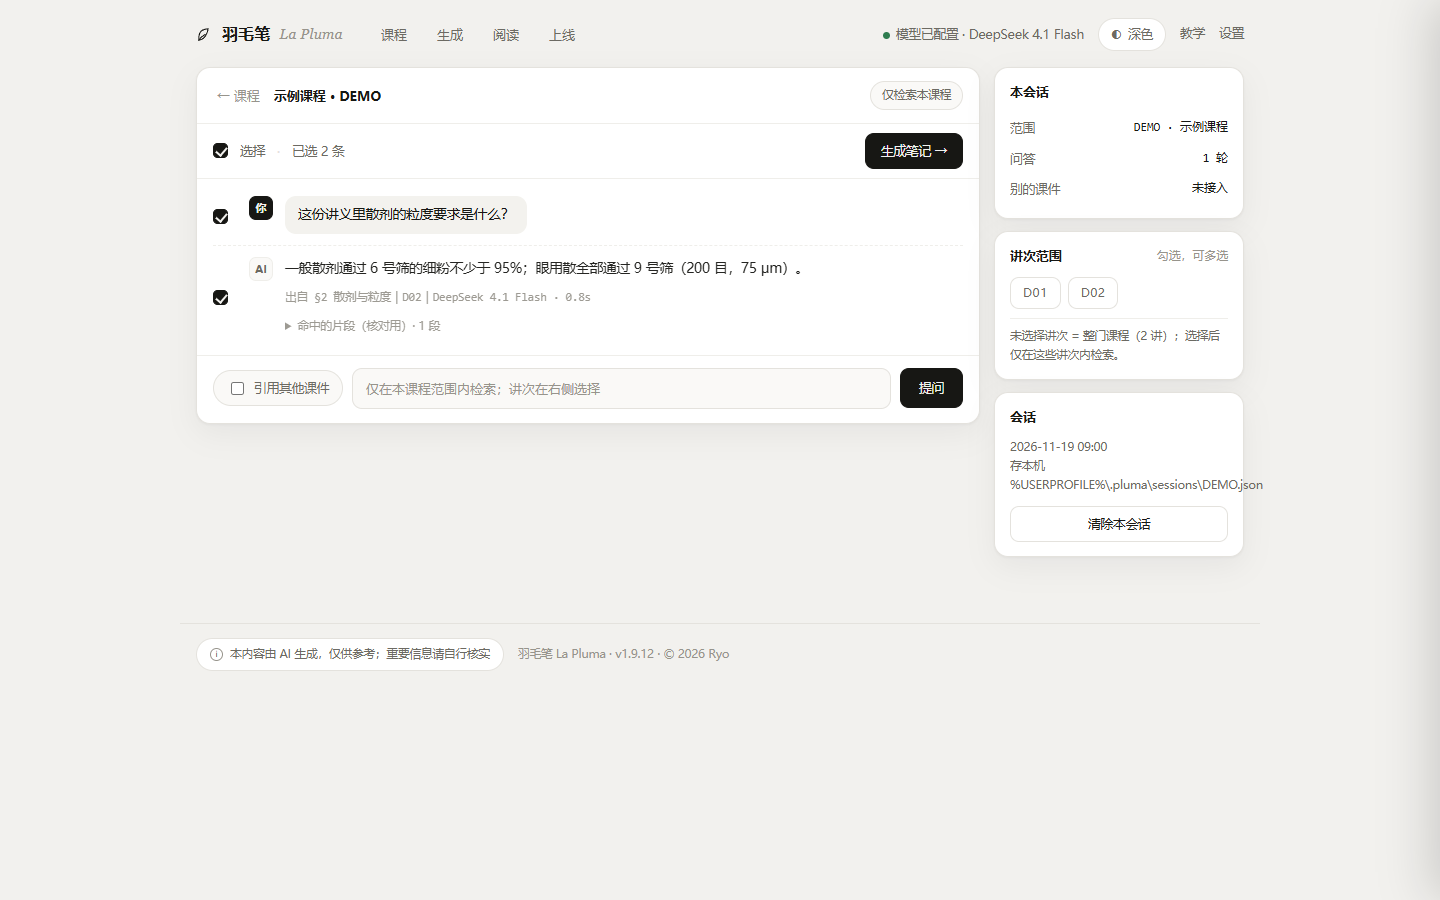 羽毛笔 La Pluma 课程 生成 阅读 上线 模型已配置 · DeepSeek 4.1 Flash 深色 教学 设置
← 课程 示例课程 • DEMO 仅检索本课程
选择 · 已选 2 条 生成笔记 →
你 这份讲义里散剂的粒度要求是什么？
AI 一般散剂通过 6 号筛的细粉不少于 95%；眼用散全部通过 9 号筛（200 目，75 μm）。
出自 §2 散剂与粒度 | D02 | DeepSeek 4.1 Flash · 0.8s
▶ 命中的片段（核对用）· 1 段
引用其他课件 仅在本课程范围内检索；讲次在右侧选择 提问
本会话
范围 DEMO · 示例课程
问答 1 轮
别的课件 未接入
讲次范围 勾选，可多选
D01 D02
未选择讲次 = 整门课程（2 讲）；选择后
仅在这些讲次内检索。
会话
2026-11-19 09:00
存本机
%USERPROFILE%\.pluma\sessions\DEMO.json
清除本会话
本内容由 AI 生成，仅供参考；重要信息请自行核实 羽毛笔 La Pluma · v1.9.12 · © 2026 Ryo